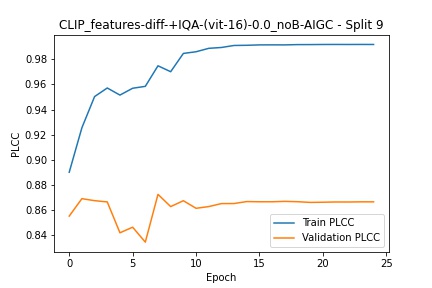 CLIP_features-diff-+IQA-(vit-16)-0.0_noB-AIGC - Split 9
0.98
0.96
0.94
0.92
0.90
0.88
0.86
0.84
PLCC
Train PLCC
Validation PLCC
0 5 10 15 20 25
Epoch